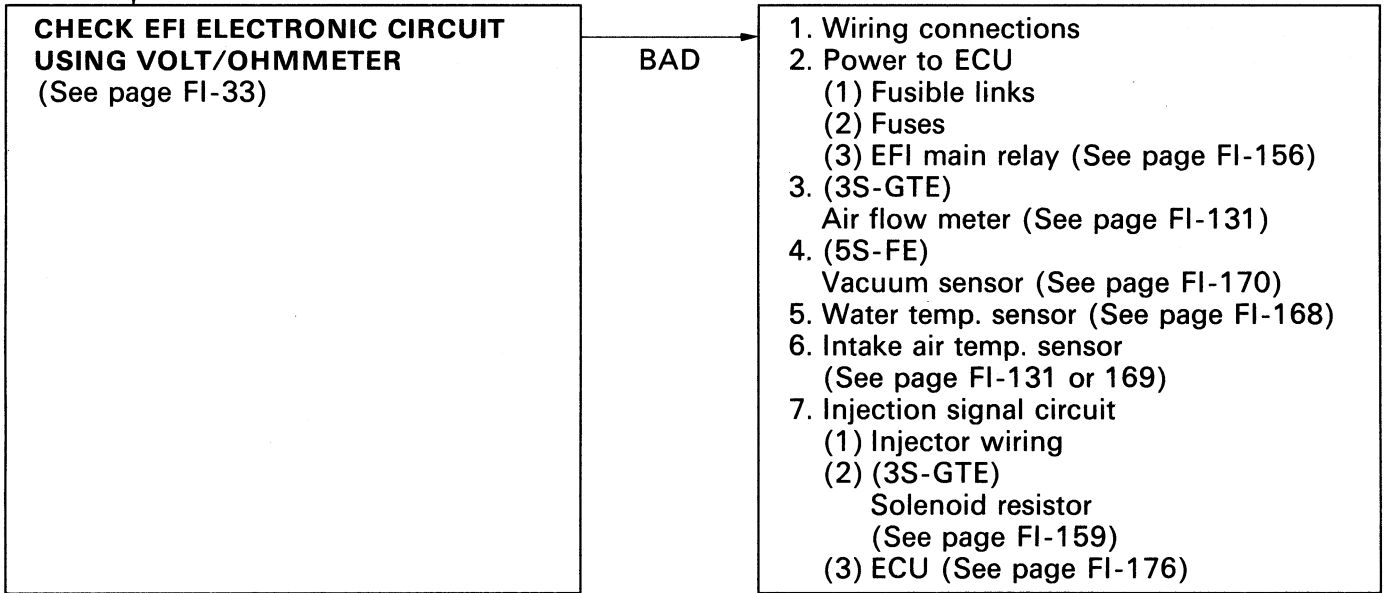 CHECK EFI ELECTRONIC CIRCUIT
USING VOLT/OHMMETER
(See page FI-33)
BAD
1. Wiring connections
2. Power to ECU
(1) Fusible links
(2) Fuses
(3) EFI main relay (See page FI-156)
3. (3S-GTE)
Air flow meter (See page FI-131)
4. (5S-FE)
Vacuum sensor (See page FI-170)
5. Water temp. sensor (See page FI-168)
6. Intake air temp. sensor
(See page FI-131 or 169)
7. Injection signal circuit
(1) Injector wiring
(2) (3S-GTE)
Solenoid resistor
(See page FI-159)
(3) ECU (See page FI-176)